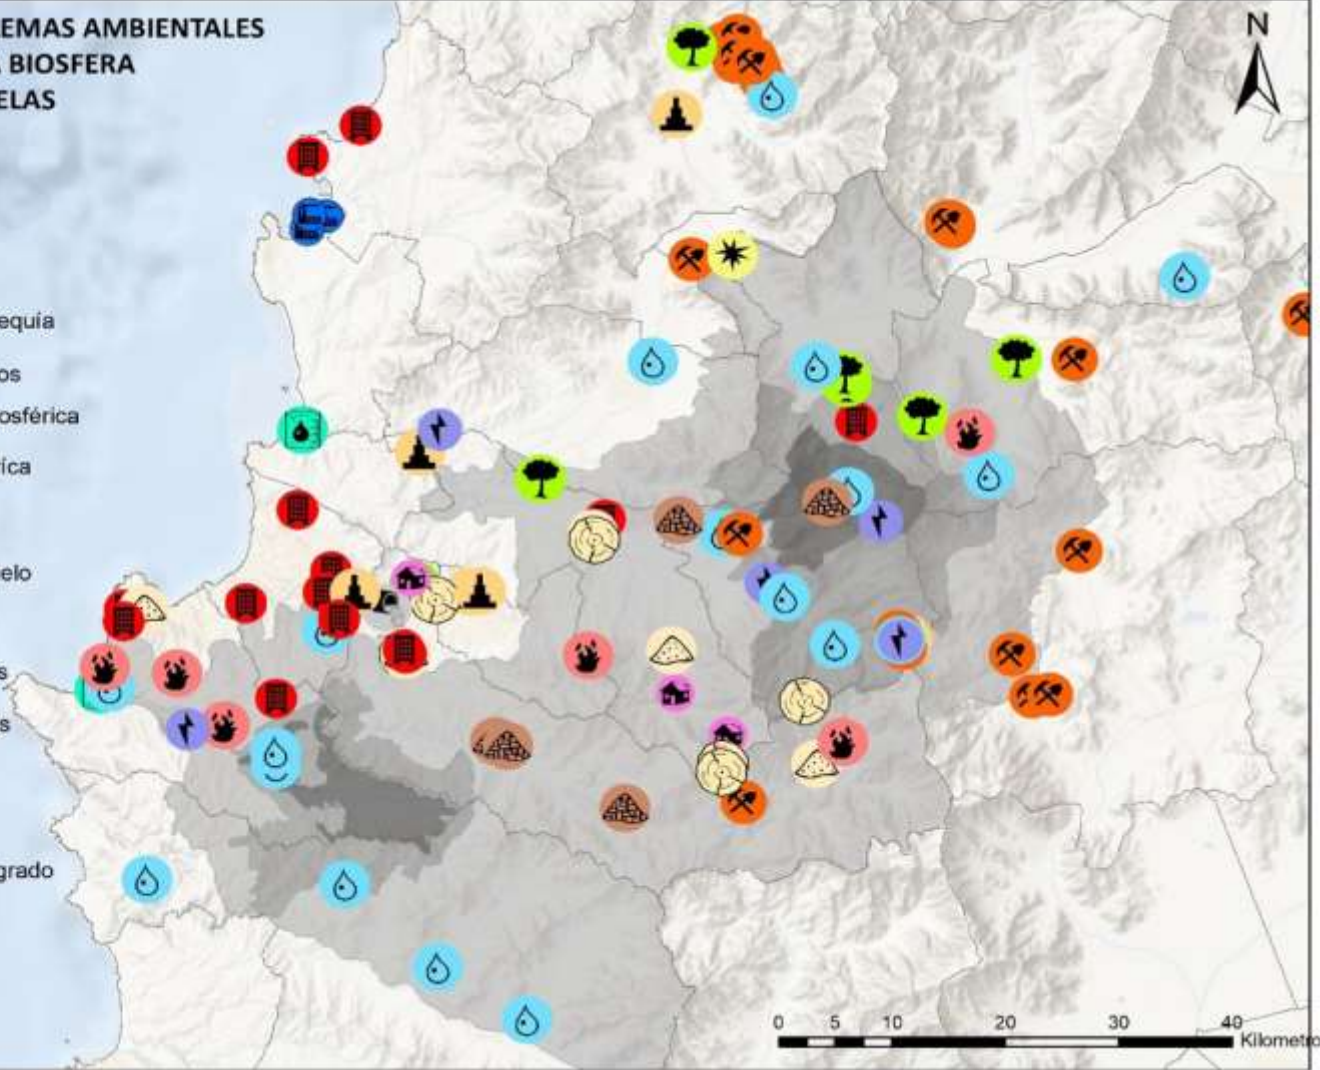 EMAS AMBIENTALES
BIOSFERA
ELAS
N
equia
os
osférica
ica
elo
s
s
grado
0 5 10 20 30 40
Kilometro